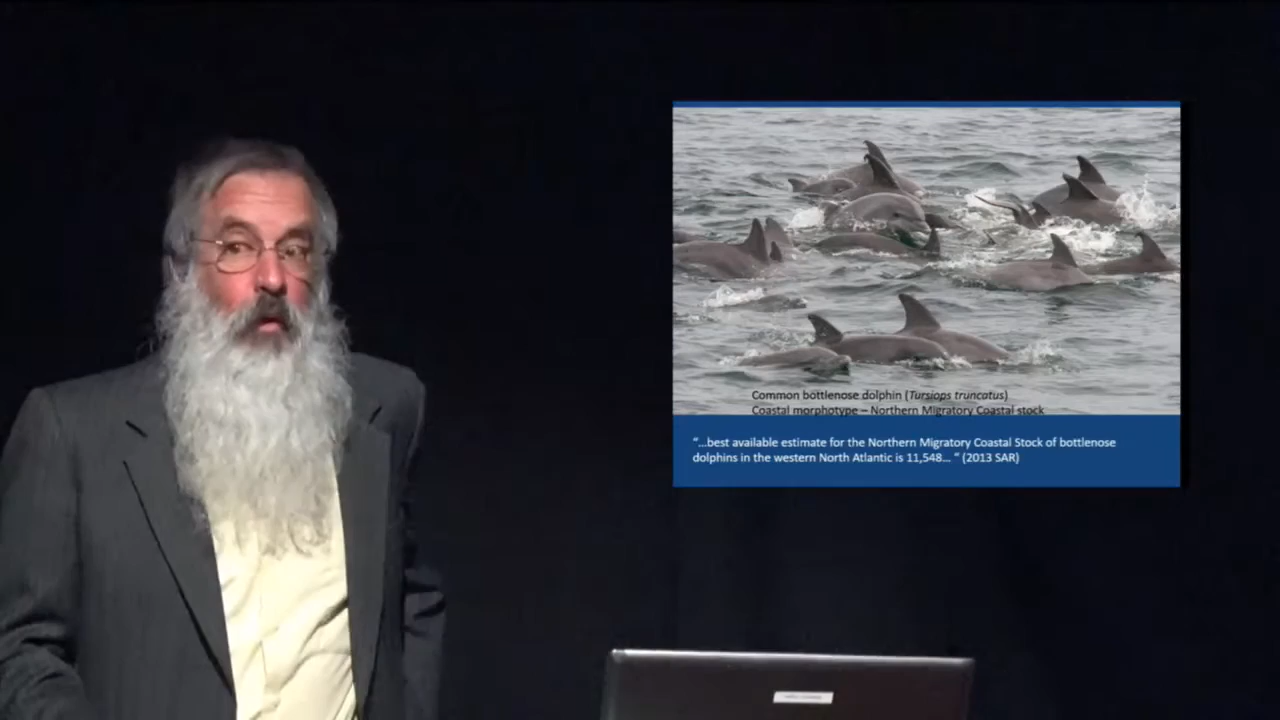 Common bottlenose dolphin (Tursiops truncatus)
Coastal morphotype – Northern Migratory Coastal stock
“...best available estimate for the Northern Migratory Coastal Stock of bottlenose
dolphins in the western North Atlantic is 11,548... “ (2013 SAR)